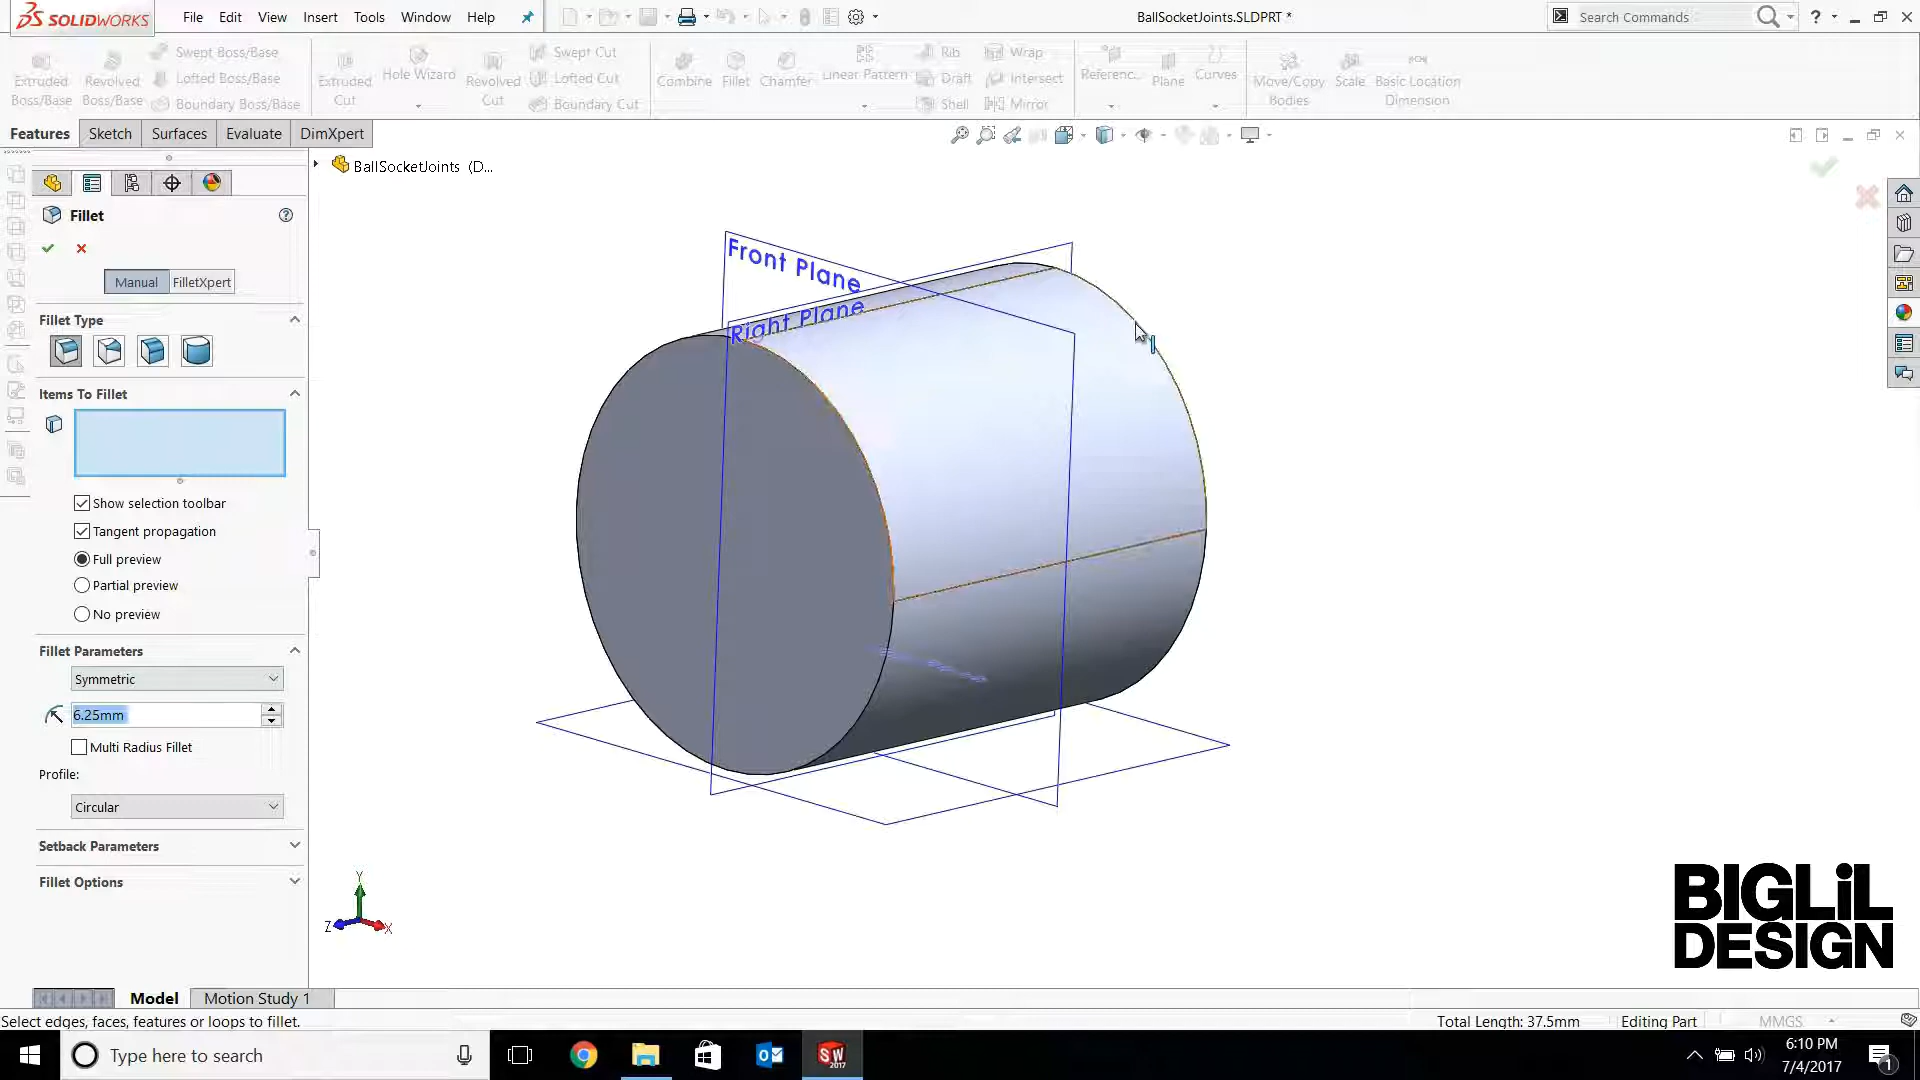 SOLIDWORKS
File Edit View Insert Tools Window Help
BallSocketJoints.SLDPRT *
Search Commands
Extruded Boss/Base
Revolved Boss/Base
Swept Boss/Base
Lofted Boss/Base
Boundary Boss/Base
Extruded Cut
Hole Wizard
Revolved Cut
Swept Cut
Lofted Cut
Boundary Cut
Combine
Fillet
Chamfer
Linear Pattern
Rib
Draft
Shell
Wrap
Intersect
Mirror
Referenc...
Plane
Curves
Move/Copy Bodies
Scale
Basic Location Dimension
Features Sketch Surfaces Evaluate DimXpert
BallSocketJoints (D...
Fillet
Manual FilletXpert
Fillet Type
Items To Fillet
Show selection toolbar
Tangent propagation
Full preview
Partial preview
No preview
Fillet Parameters
Symmetric
6.25mm
Multi Radius Fillet
Profile:
Circular
Setback Parameters
Fillet Options
Front Plane
Right Plane
Y
Z
X
BIGLiL
DESIGN
Model Motion Study 1
Select edges, faces, features or loops to fillet.
Total Length: 37.5mm
Editing Part
MMGS
Type here to search
SW
2017
6:10 PM
7/4/2017
1